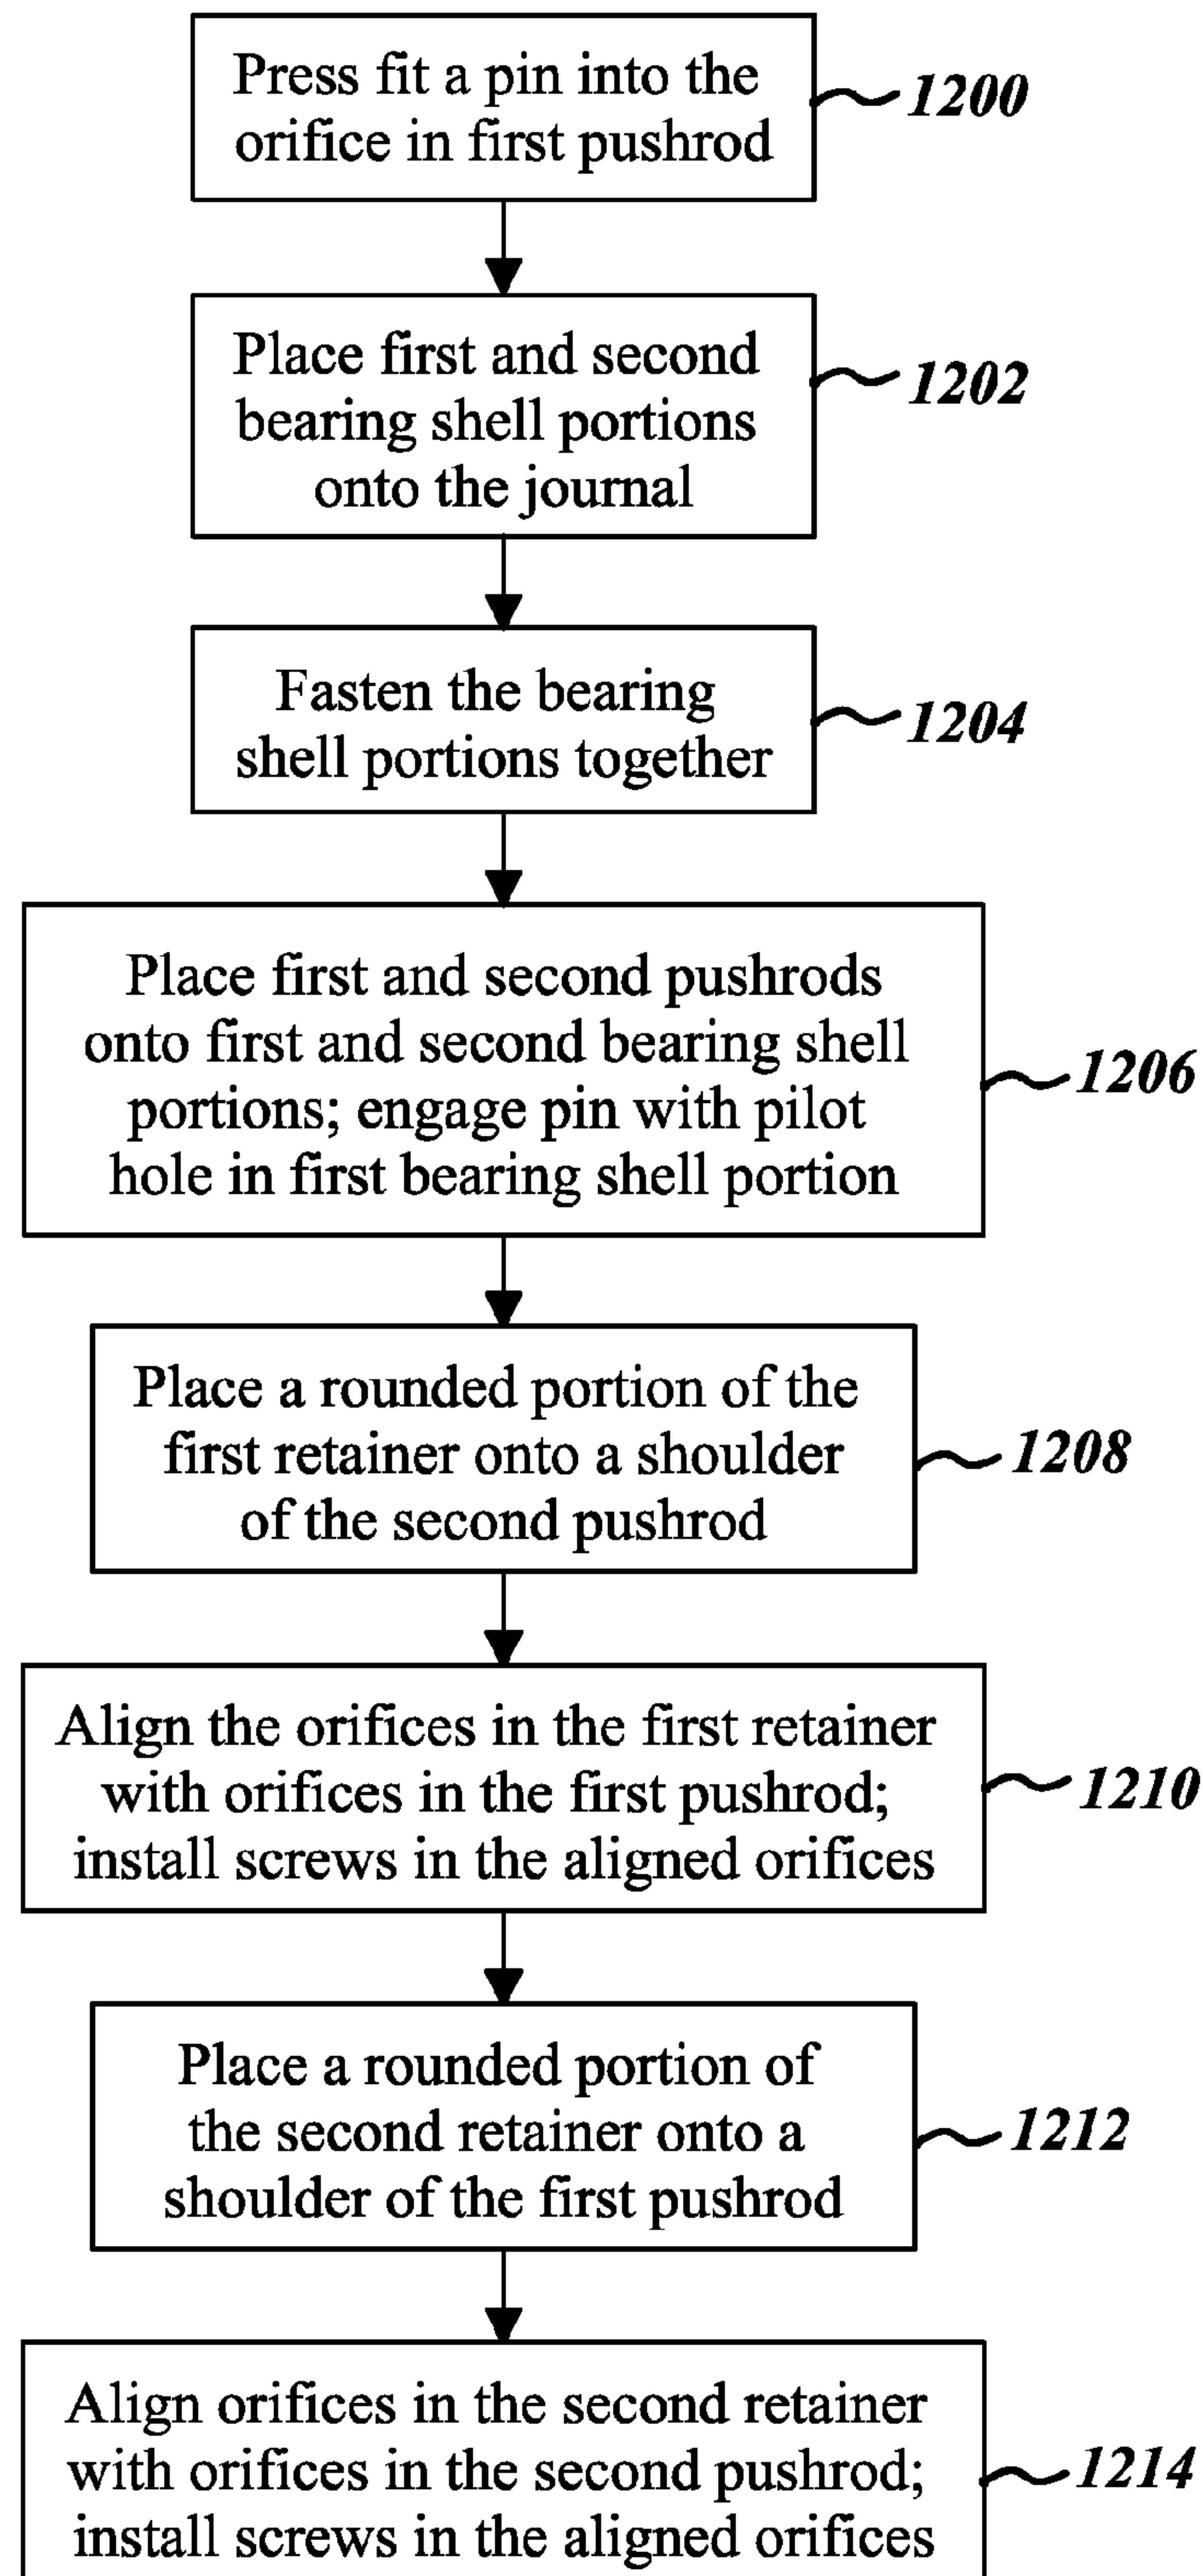 Press fit a pin into the
orifice in first pushrod
1200
Place first and second
bearing shell portions
onto the journal
1202
Fasten the bearing
shell portions together
1204
Place first and second pushrods
onto first and second bearing shell
portions; engage pin with pilot
hole in first bearing shell portion
1206
Place a rounded portion of the
first retainer onto a shoulder
of the second pushrod
1208
Align the orifices in the first retainer
with orifices in the first pushrod;
install screws in the aligned orifices
1210
Place a rounded portion of
the second retainer onto a
shoulder of the first pushrod
1212
Align orifices in the second retainer
with orifices in the second pushrod;
install screws in the aligned orifices
1214